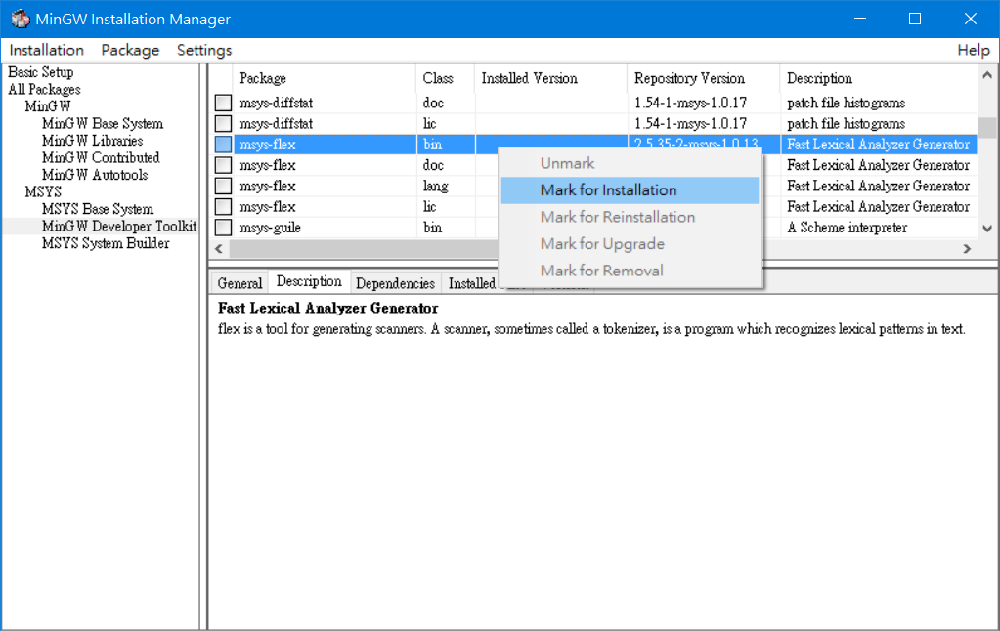 MinGW Installation Manager
Installation Package Settings Help
Basic Setup
All Packages
MinGW
MinGW Base System
MinGW Libraries
MinGW Contributed
MinGW Autotools
MSYS
MSYS Base System
MinGW Developer Toolkit
MSYS System Builder
Package Class Installed Version Repository Version Description
msys-diffstat doc 1.54-1-msys-1.0.17 patch file histograms
msys-diffstat lic 1.54-1-msys-1.0.17 patch file histograms
msys-flex bin 2.5.35-2-msys-1.0.13 Fast Lexical Analyzer Generator
msys-flex doc Fast Lexical Analyzer Generator
msys-flex lang Fast Lexical Analyzer Generator
msys-flex lic Fast Lexical Analyzer Generator
msys-guile bin A Scheme interpreter
Unmark
Mark for Installation
Mark for Reinstallation
Mark for Upgrade
Mark for Removal
General Description Dependencies Installed
Fast Lexical Analyzer Generator
flex is a tool for generating scanners. A scanner, sometimes called a tokenizer, is a program which recognizes lexical patterns in text.